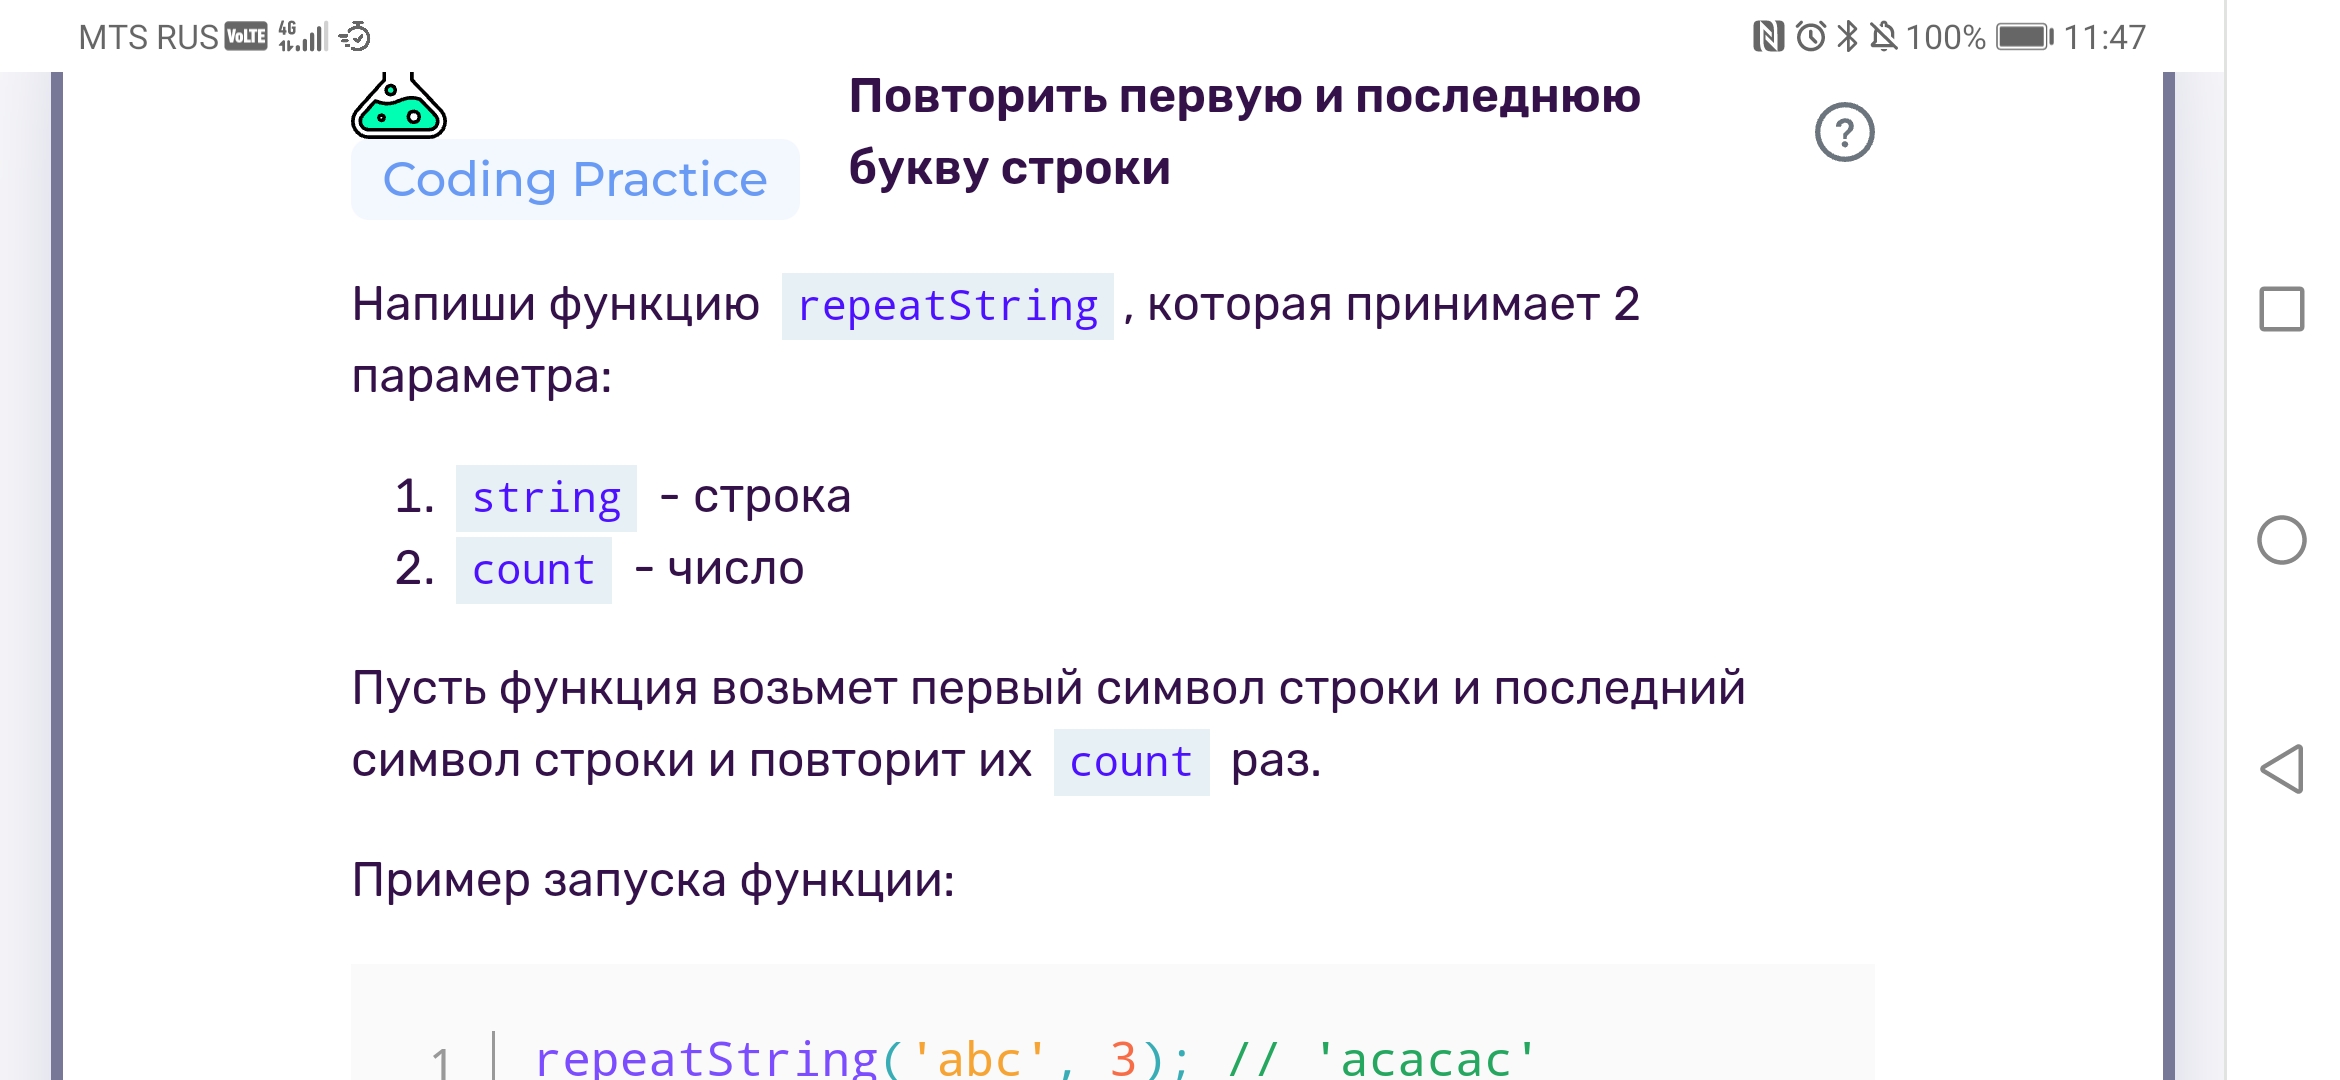 MTS RUS VoLTE 4G 100% 11:47
Повторить первую и последнюю
букву строки
?
Coding Practice
Напиши функцию repeatString , которая принимает 2
параметра:
1. string - строка
2. count - число
Пусть функция возьмет первый символ строки и последний
символ строки и повторит их count раз.
Пример запуска функции:
1 repeatString('abc', 3); // 'acacac'